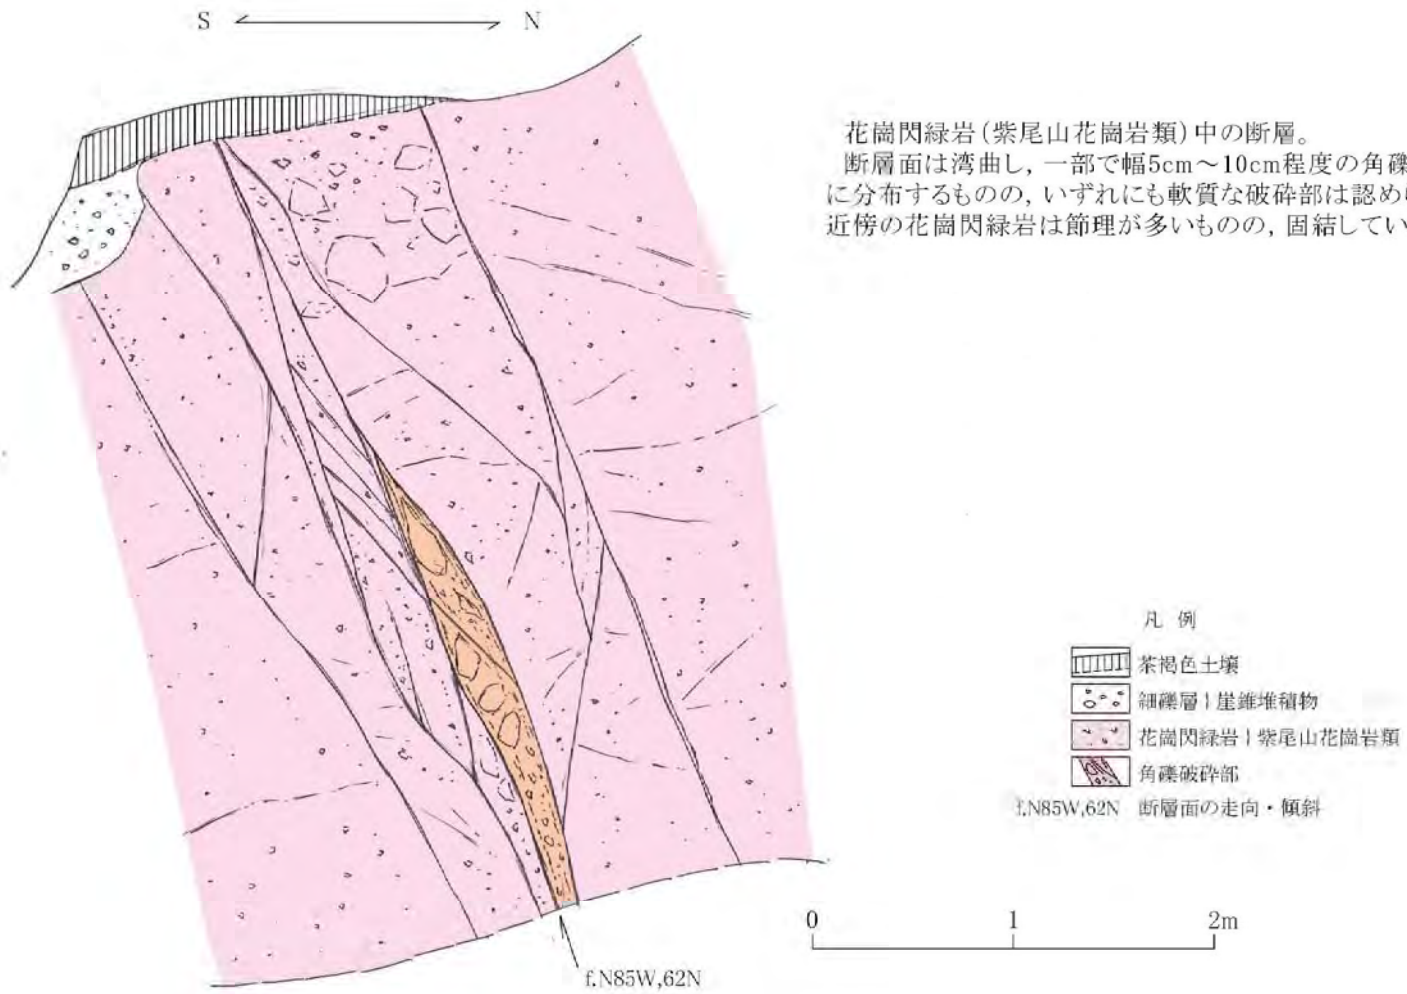 S N
花崗閃緑岩(紫尾山花崗岩類)中の断層。
断層面は湾曲し,一部で幅5cm～10cm程度の角礫
に分布するものの,いずれにも軟質な破砕部は認め
近傍の花崗閃緑岩は節理が多いものの,固結してい
凡 例
茶褐色土壌
細礫層｜崖錐堆積物
花崗閃緑岩｜紫尾山花崗岩類
角礫破砕部
f.N85W,62N 断層面の走向・傾斜
0 1 2m
f.N85W,62N